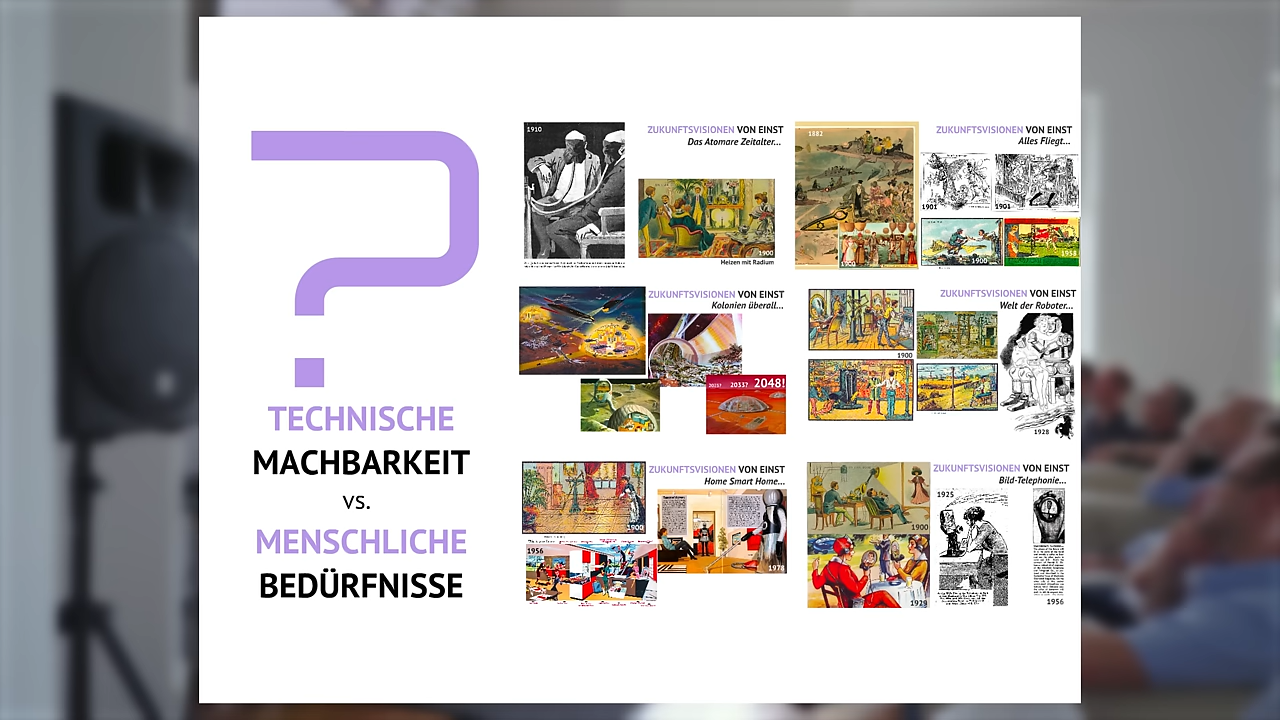 TECHNISCHE
MACHBARKEIT
vs.
MENSCHLICHE
BEDÜRFNISSE
1910
ZUKUNFTSVISIONEN VON EINST
Das Atomare Zeitalter...
1900
Heizen mit Radium
1882
ZUKUNFTSVISIONEN VON EINST
Alles Fliegt...
1901
1901
1900
1958
ZUKUNFTSVISIONEN VON EINST
Kolonien überall...
2033?
2048!
ZUKUNFTSVISIONEN VON EINST
Welt der Roboter...
1900
1928
ZUKUNFTSVISIONEN VON EINST
Home Smart Home...
1900
1956
1978
ZUKUNFTSVISIONEN VON EINST
Bild-Telephonie...
1900
1925
1929
1956